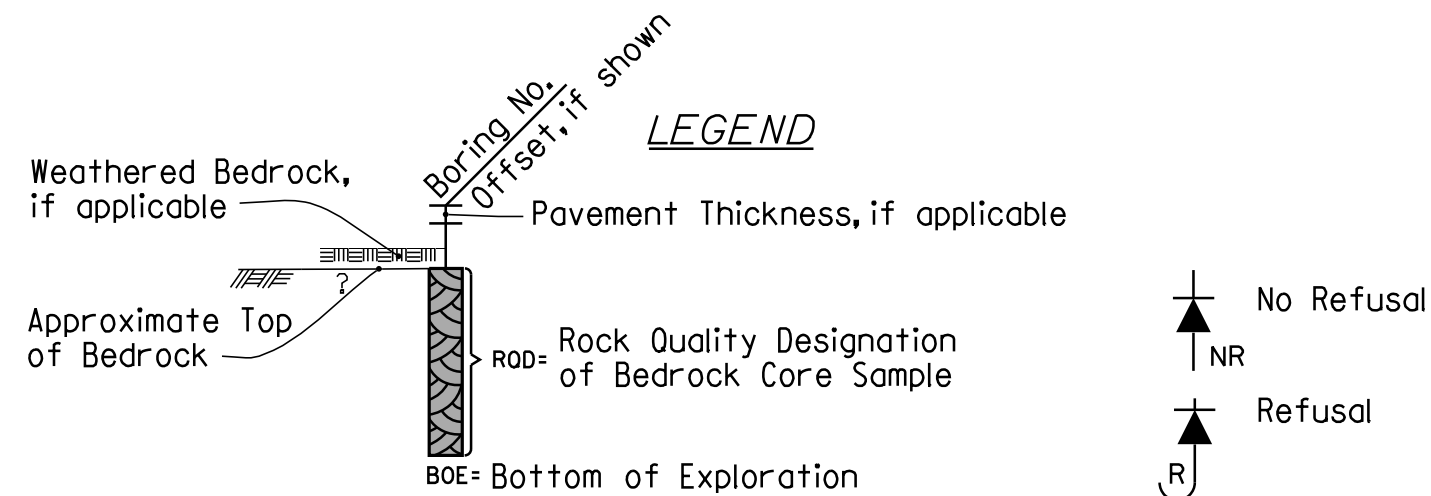 Boring No.
Offset, if shown
LEGEND
Weathered Bedrock,
if applicable
Pavement Thickness, if applicable
?
Approximate Top
of Bedrock
RQD= Rock Quality Designation
of Bedrock Core Sample
BOE= Bottom of Exploration
No Refusal
NR
Refusal
R